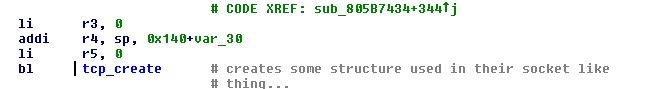 # CODE XREF: sub_805B7434+344↑j
li r3, 0
addi r4, sp, 0x140+var_30
li r5, 0
bl tcp_create # creates some structure used in their socket like
# thing...